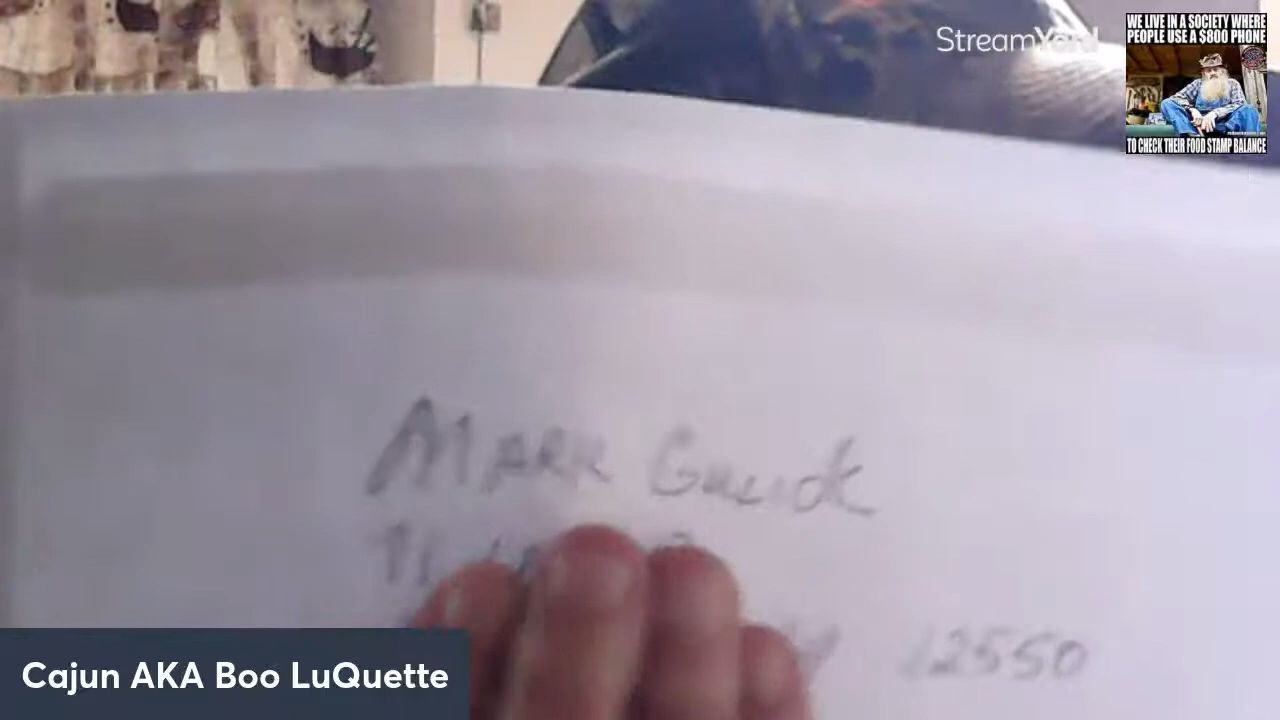 StreamYard
WE LIVE IN A SOCIETY WHERE
PEOPLE USE A $800 PHONE
TO CHECK THEIR FOOD STAMP BALANCE
MARK Gulick
12550
Cajun AKA Boo LuQuette